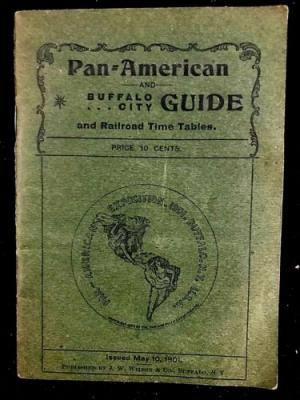 Pan=American
AND
BUFFALO
... CITY
GUIDE
and Railroad Time Tables.
PRICE 10 CENTS.
PAN-AMERICAN EXPOSITION, 1901, BUFFALO, N.Y. U.S.A.
Issued May 10, 1901.
PUBLISHED BY J. W. WILSON & CO., BUFFALO, N. Y.